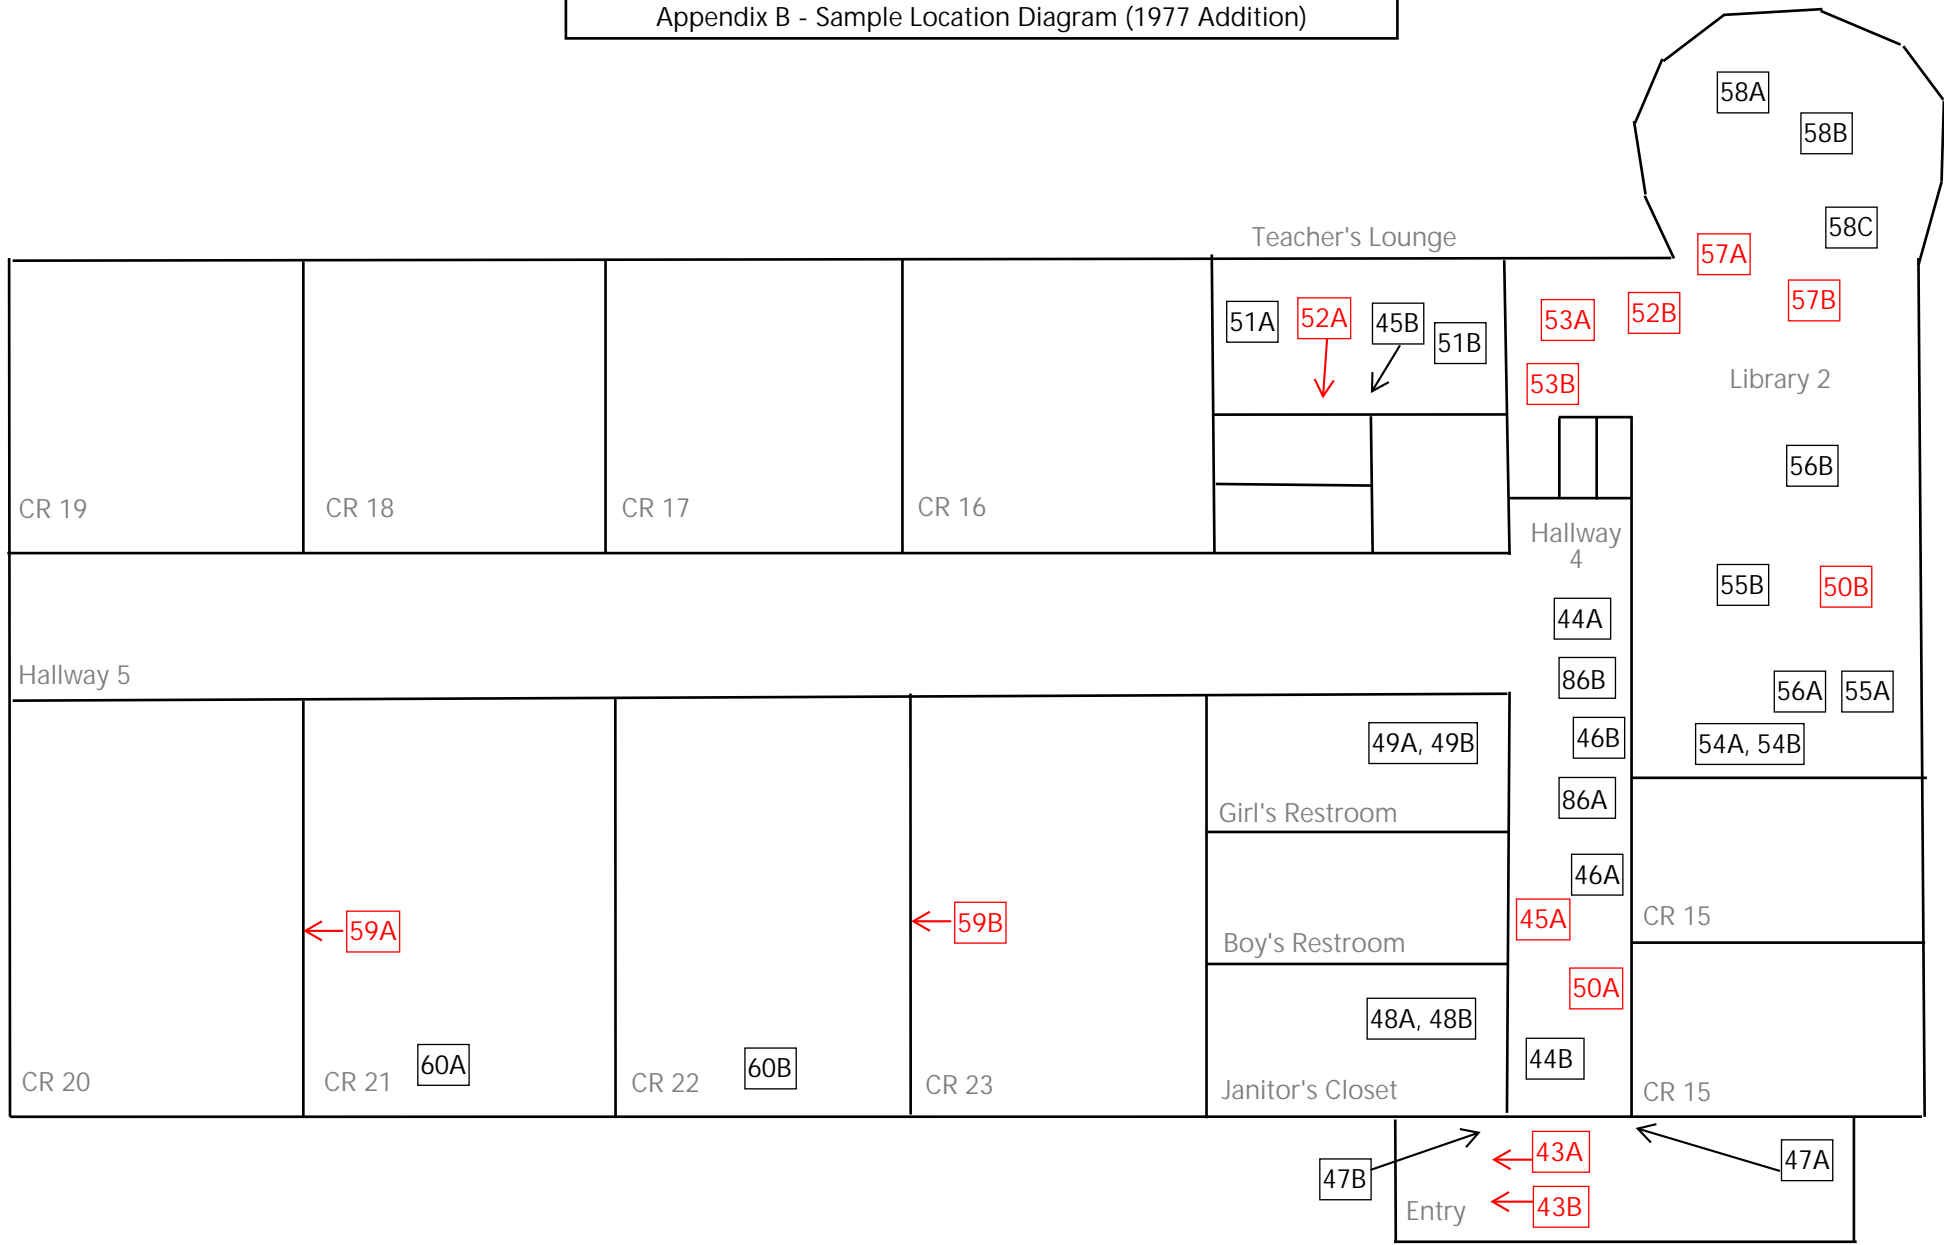 Appendix B - Sample Location Diagram (1977 Addition)
58A
58B
58C
Teacher's Lounge
57A
57B
51A
52A
45B
51B
53A
52B
53B
Library 2
56B
CR 19
CR 18
CR 17
CR 16
Hallway
4
55B
50B
44A
Hallway 5
86B
56A
55A
46B
54A, 54B
49A, 49B
86A
Girl's Restroom
46A
59A
59B
45A
CR 15
Boy's Restroom
50A
48A, 48B
44B
60A
60B
CR 20
CR 21
CR 22
CR 23
Janitor's Closet
CR 15
43A
47A
47B
43B
Entry